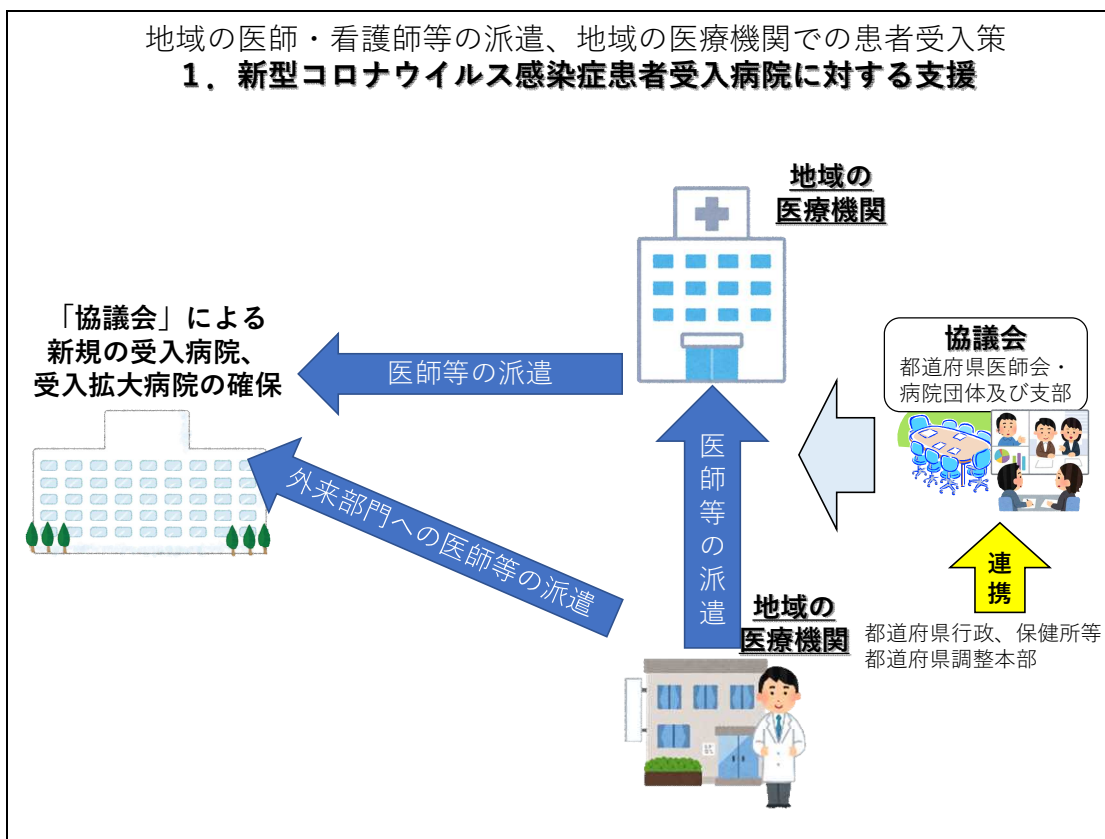 地域の医師・看護師等の派遣、地域の医療機関での患者受入策
１．新型コロナウイルス感染症患者受入病院に対する支援
地域の
医療機関
「協議会」による
新規の受入病院、
受入拡大病院の確保
医師等の派遣
協議会
都道府県医師会・
病院団体及び支部
医師等の派遣
外来部門への医師等の派遣
連携
地域の
医療機関
都道府県行政、保健所等
都道府県調整本部